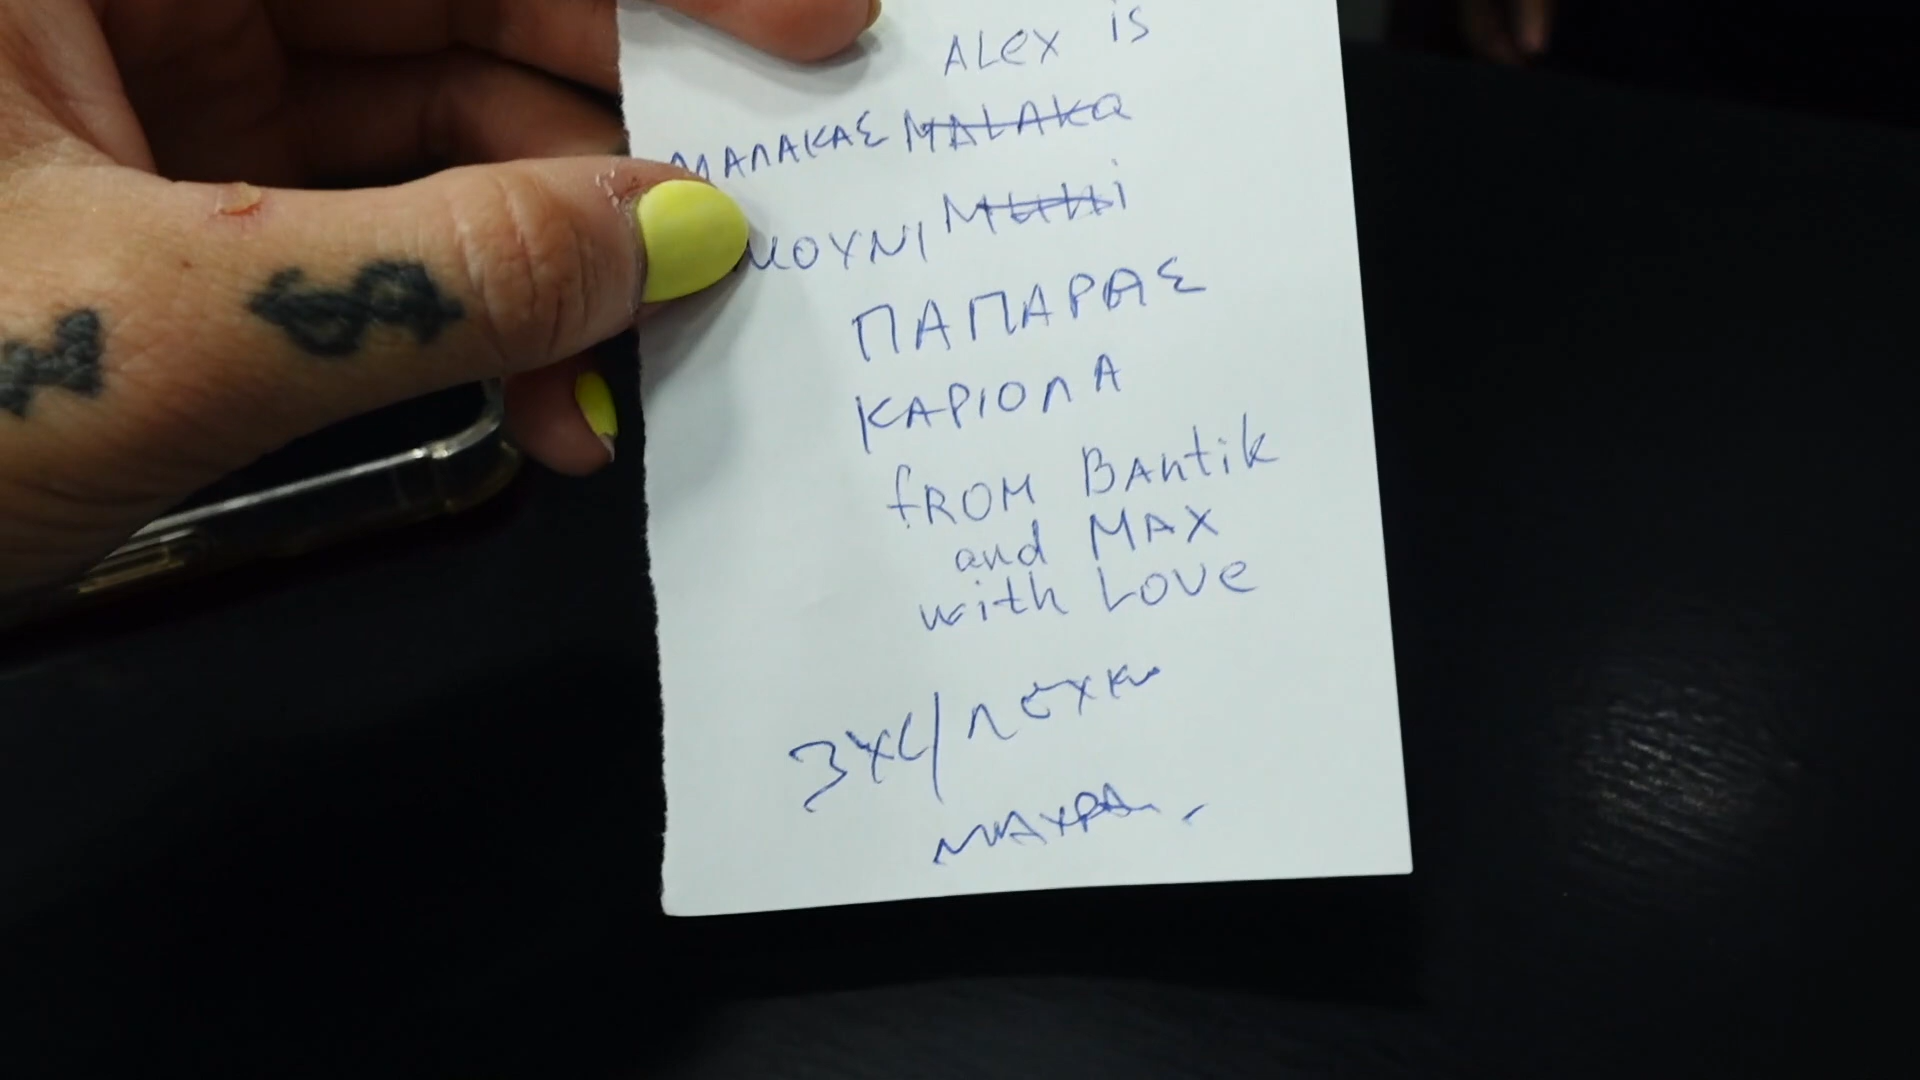 ALex is
ΜΑΛΑΚΑΣ MALAKA
ΜΟΥΝΙ
ΠΑΠΑΡΑΣ
ΚΑΡΙΟΛΑ
fROM BAntik
and MAX
with Love